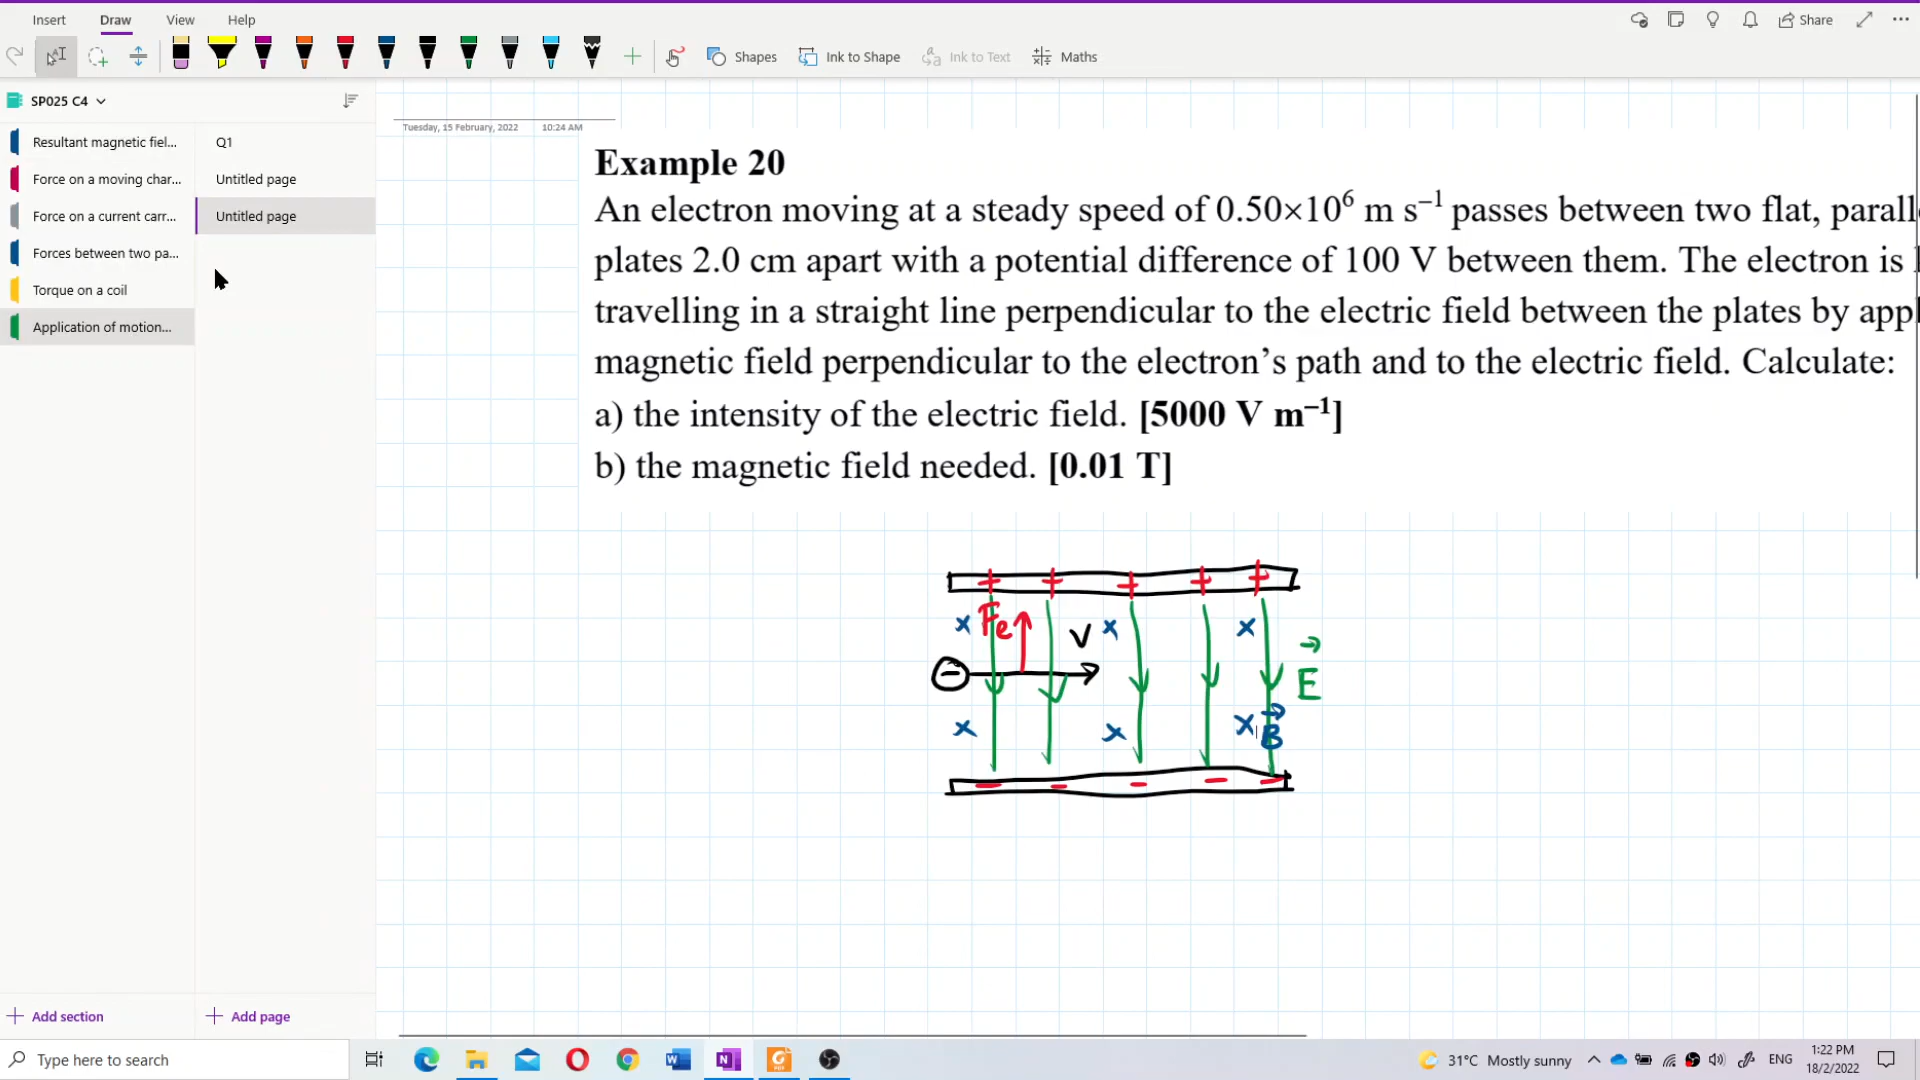 Insert Draw View Help
Share
Shapes
Ink to Shape
Ink to Text
Maths
SP025 C4
Resultant magnetic fiel...
Force on a moving char...
Force on a current carr...
Forces between two pa...
Torque on a coil
Application of motion...
Q1
Untitled page
Untitled page
Tuesday, 15 February, 2022 10:24 AM
Example 20
An electron moving at a steady speed of 0.50×10⁶ m s⁻¹ passes between two flat, parall
plates 2.0 cm apart with a potential difference of 100 V between them. The electron is
travelling in a straight line perpendicular to the electric field between the plates by appl
magnetic field perpendicular to the electron's path and to the electric field. Calculate:
a) the intensity of the electric field. [5000 V m⁻¹]
b) the magnetic field needed. [0.01 T]
+ + + + +
x Fe V x x
− E
x x x B
− − − − −
Add section
Add page
Type here to search
31°C Mostly sunny
ENG
1:22 PM
18/2/2022